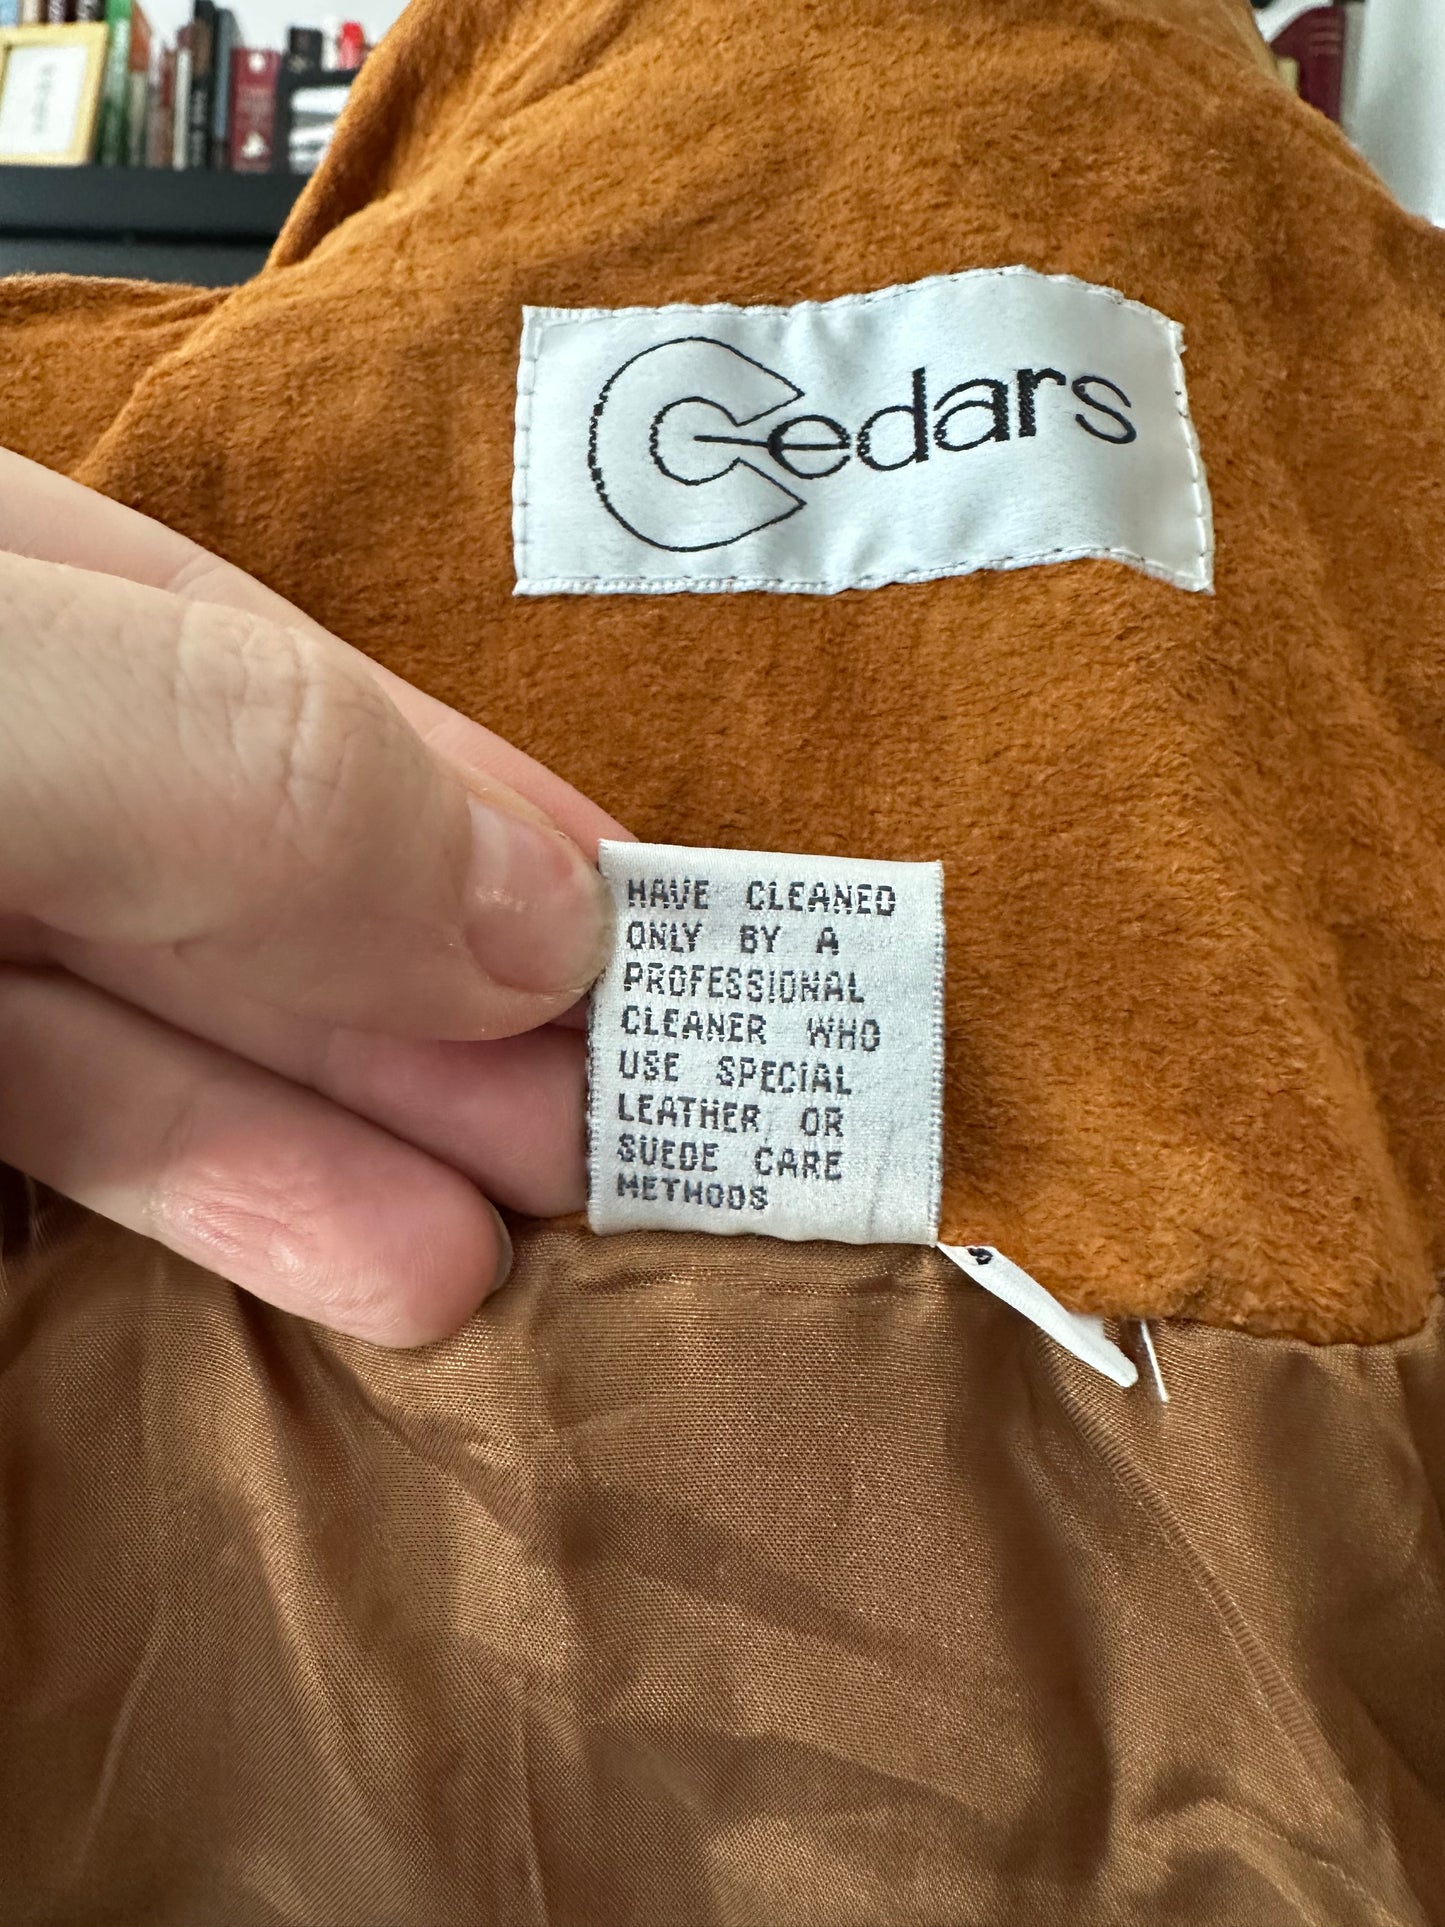 Cedars
HAVE CLEANED
ONLY BY A
PROFESSIONAL
CLEANER WHO
USE SPECIAL
LEATHER OR
SUEDE CARE
METHODS